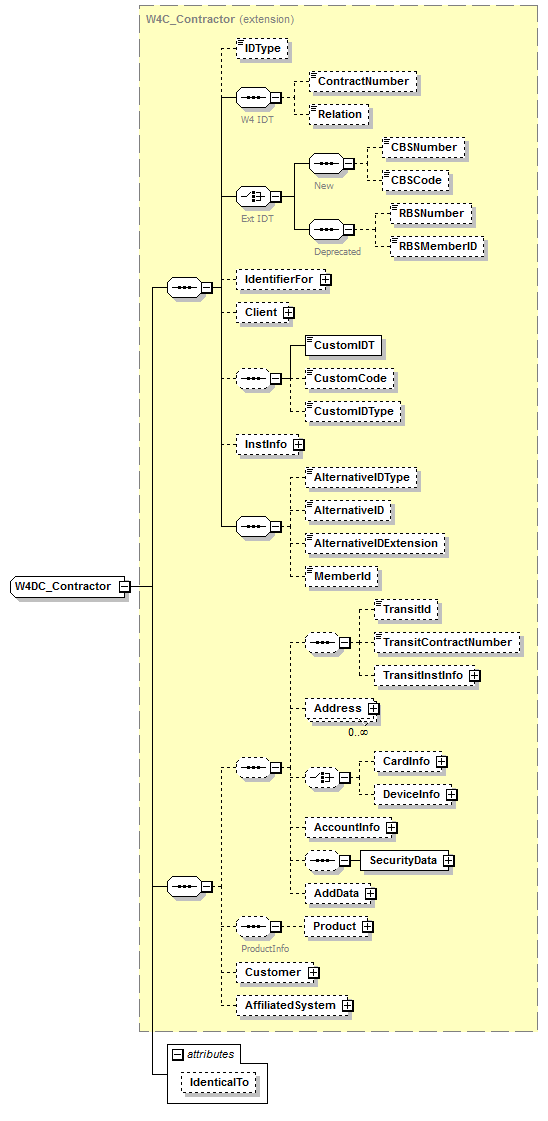 W4C_Contractor (extension)
IDType
ContractNumber
Relation
W4 IDT
CBSNumber
CBSCode
New
Ext IDT
RBSNumber
RBSMemberID
Deprecated
IdentifierFor
Client
CustomIDT
CustomCode
CustomIDType
InstInfo
AlternativeIDType
AlternativeID
AlternativeIDExtension
MemberId
W4DC_Contractor
TransitId
TransitContractNumber
TransitInstInfo
Address
0..∞
CardInfo
DeviceInfo
AccountInfo
SecurityData
AddData
Product
ProductInfo
Customer
AffiliatedSystem
attributes
IdenticalTo